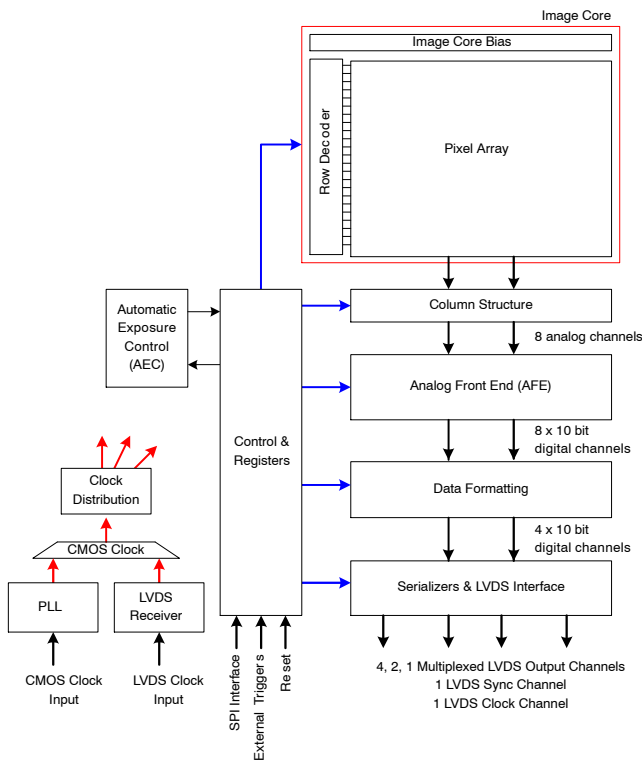 Image Core
Image Core Bias
Row Decoder
Pixel Array
Column Structure
8 analog channels
Automatic
Exposure
Control
(AEC)
Analog Front End (AFE)
8 x 10 bit
digital channels
Control &
Registers
Clock
Distribution
Data Formatting
4 x 10 bit
digital channels
CMOS Clock
PLL
LVDS
Receiver
Serializers & LVDS Interface
CMOS Clock
Input
LVDS Clock
Input
SPI Interface
External Triggers
Reset
4, 2, 1 Multiplexed LVDS Output Channels
1 LVDS Sync Channel
1 LVDS Clock Channel